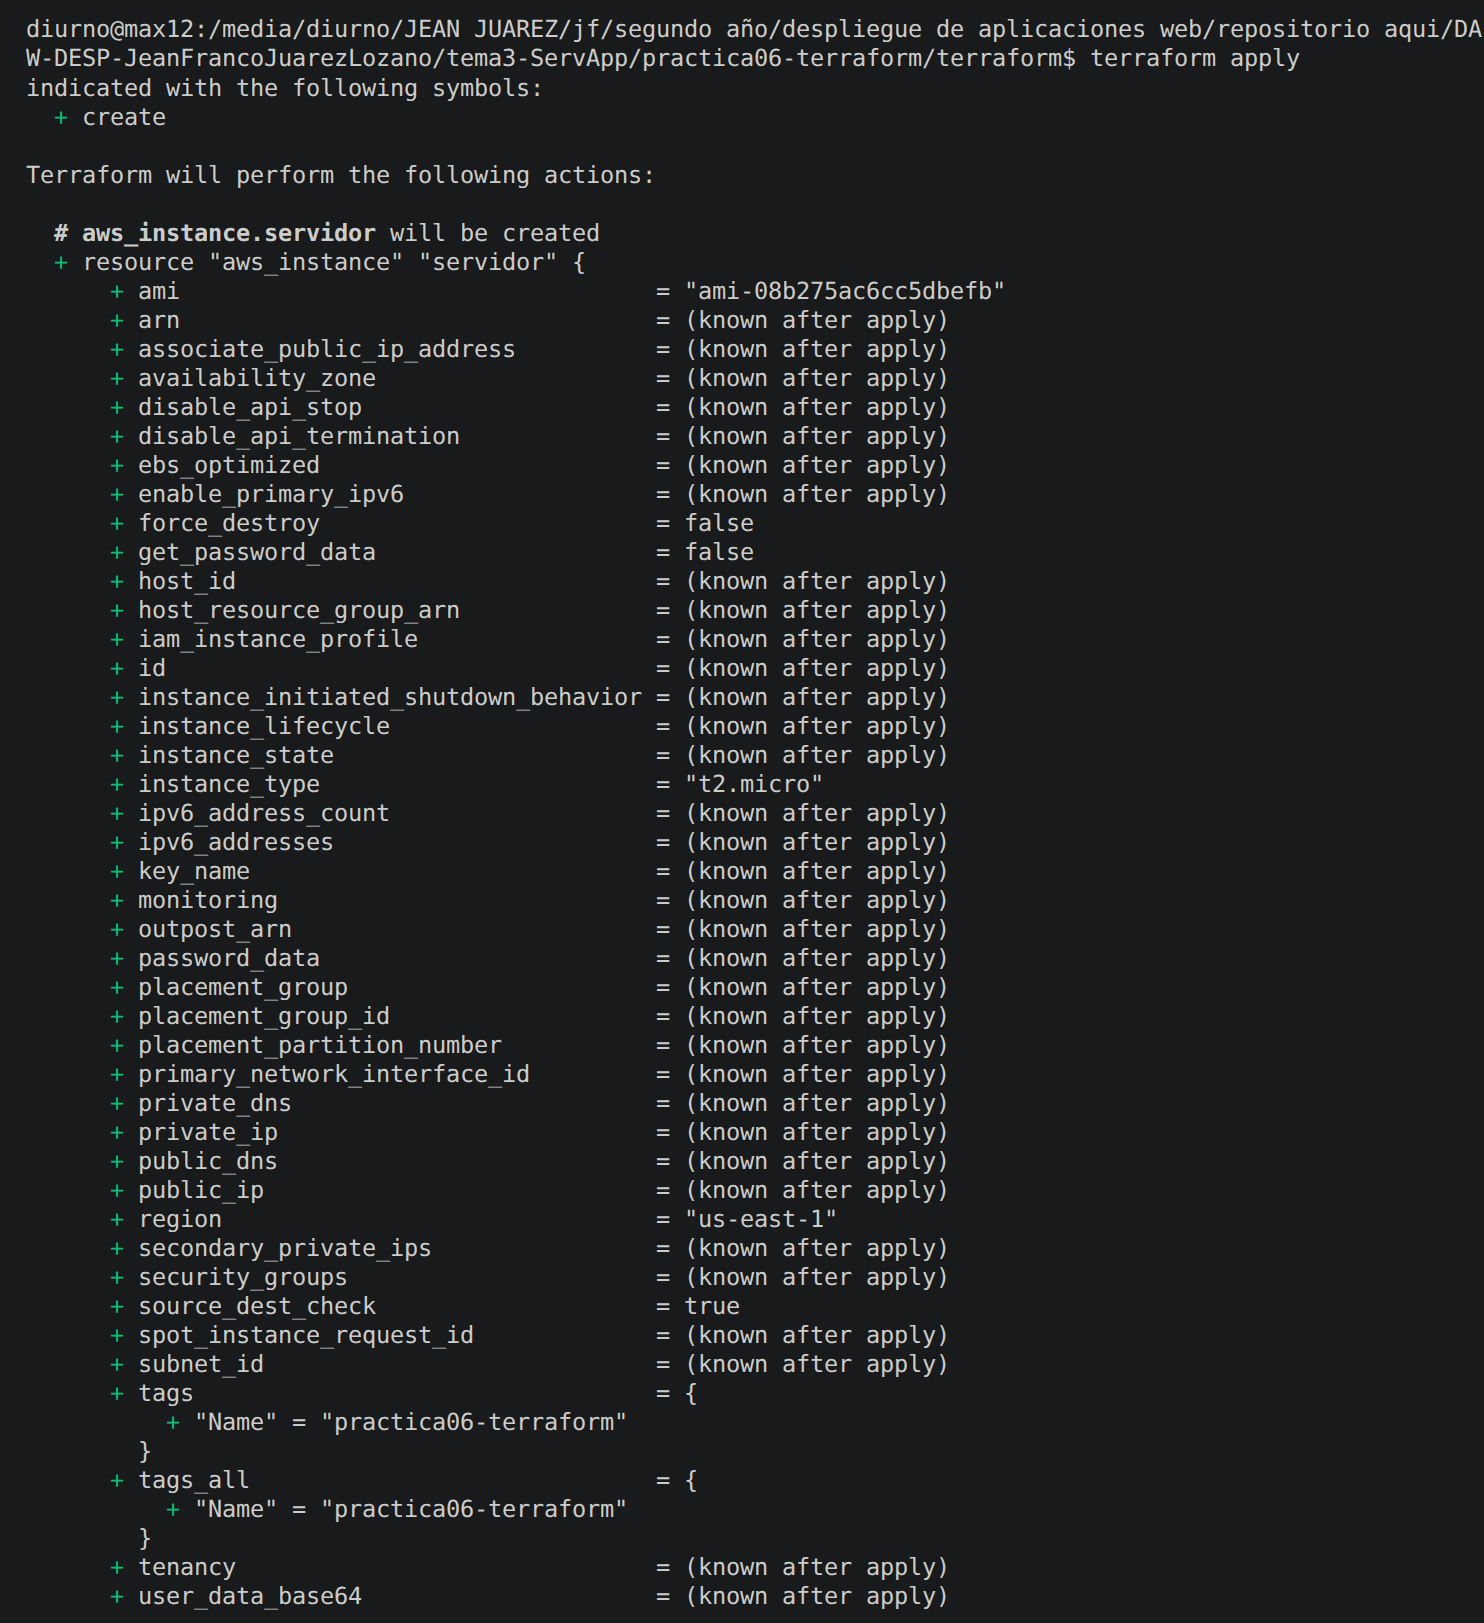 diurno@max12:/media/diurno/JEAN JUAREZ/jf/segundo año/despliegue de aplicaciones web/repositorio aqui/DA
W-DESP-JeanFrancoJuarezLozano/tema3-ServApp/practica06-terraform/terraform$ terraform apply
indicated with the following symbols:
  + create

Terraform will perform the following actions:

  # aws_instance.servidor will be created
  + resource "aws_instance" "servidor" {
      + ami                                  = "ami-08b275ac6cc5dbefb"
      + arn                                  = (known after apply)
      + associate_public_ip_address          = (known after apply)
      + availability_zone                    = (known after apply)
      + disable_api_stop                     = (known after apply)
      + disable_api_termination              = (known after apply)
      + ebs_optimized                        = (known after apply)
      + enable_primary_ipv6                  = (known after apply)
      + force_destroy                        = false
      + get_password_data                    = false
      + host_id                              = (known after apply)
      + host_resource_group_arn              = (known after apply)
      + iam_instance_profile                 = (known after apply)
      + id                                   = (known after apply)
      + instance_initiated_shutdown_behavior = (known after apply)
      + instance_lifecycle                   = (known after apply)
      + instance_state                       = (known after apply)
      + instance_type                        = "t2.micro"
      + ipv6_address_count                   = (known after apply)
      + ipv6_addresses                       = (known after apply)
      + key_name                             = (known after apply)
      + monitoring                           = (known after apply)
      + outpost_arn                          = (known after apply)
      + password_data                        = (known after apply)
      + placement_group                      = (known after apply)
      + placement_group_id                   = (known after apply)
      + placement_partition_number           = (known after apply)
      + primary_network_interface_id         = (known after apply)
      + private_dns                          = (known after apply)
      + private_ip                           = (known after apply)
      + public_dns                           = (known after apply)
      + public_ip                            = (known after apply)
      + region                               = "us-east-1"
      + secondary_private_ips                = (known after apply)
      + security_groups                      = (known after apply)
      + source_dest_check                    = true
      + spot_instance_request_id             = (known after apply)
      + subnet_id                            = (known after apply)
      + tags                                 = {
          + "Name" = "practica06-terraform"
        }
      + tags_all                             = {
          + "Name" = "practica06-terraform"
        }
      + tenancy                              = (known after apply)
      + user_data_base64                     = (known after apply)